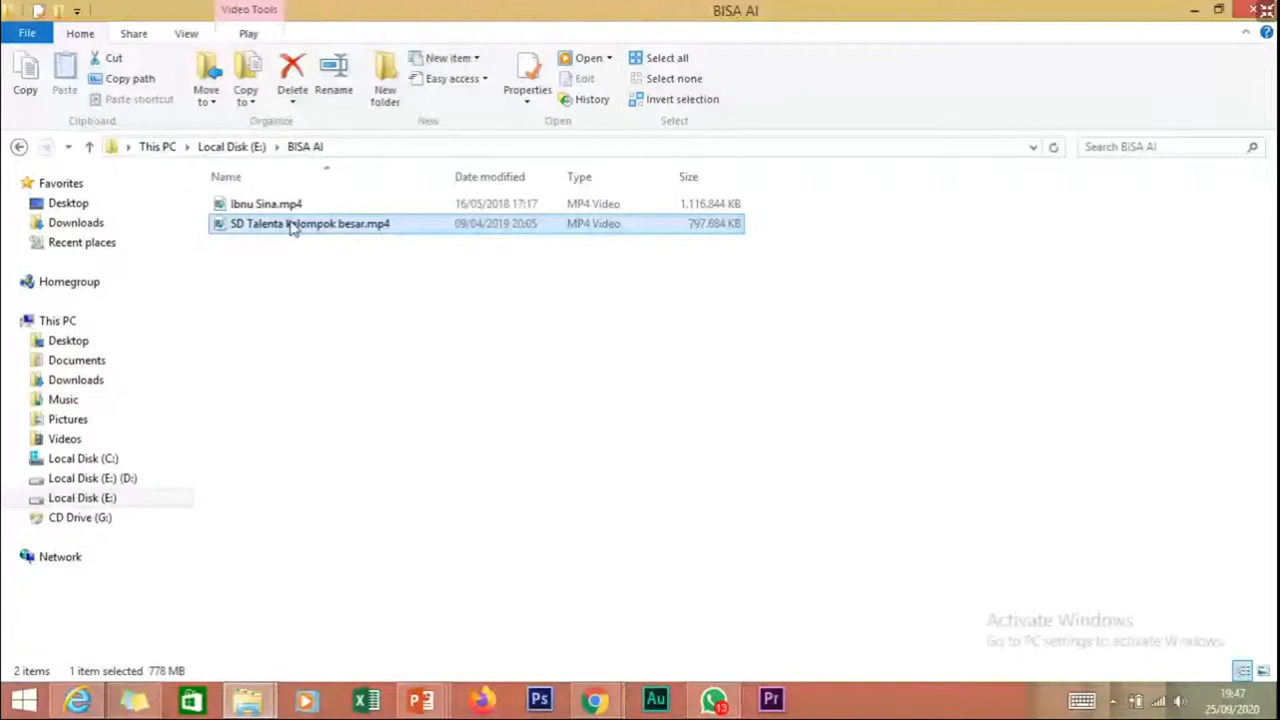 Video Tools
BISA AI
File Home Share View Play
Copy
Paste
Cut
Copy path
Paste shortcut
Clipboard
Move to
Copy to
Delete
Rename
Organize
New folder
New item
Easy access
New
Properties
Open
Edit
History
Open
Select all
Select none
Invert selection
Select
This PC Local Disk (E:) BISA AI
Search BISA AI
Name Date modified Type Size
Ibnu Sina.mp4 16/05/2018 17:17 MP4 Video 1.116.844 KB
SD Talenta kelompok besar.mp4 09/04/2019 20:05 MP4 Video 797.684 KB
Favorites
Desktop
Downloads
Recent places
Homegroup
This PC
Desktop
Documents
Downloads
Music
Pictures
Videos
Local Disk (C:)
Local Disk (E:) (D:)
Local Disk (E:)
CD Drive (G:)
Network
Activate Windows
Go to PC settings to activate Windows.
2 items 1 item selected 778 MB
Ps
Au
13
Pr
19:47
25/09/2020